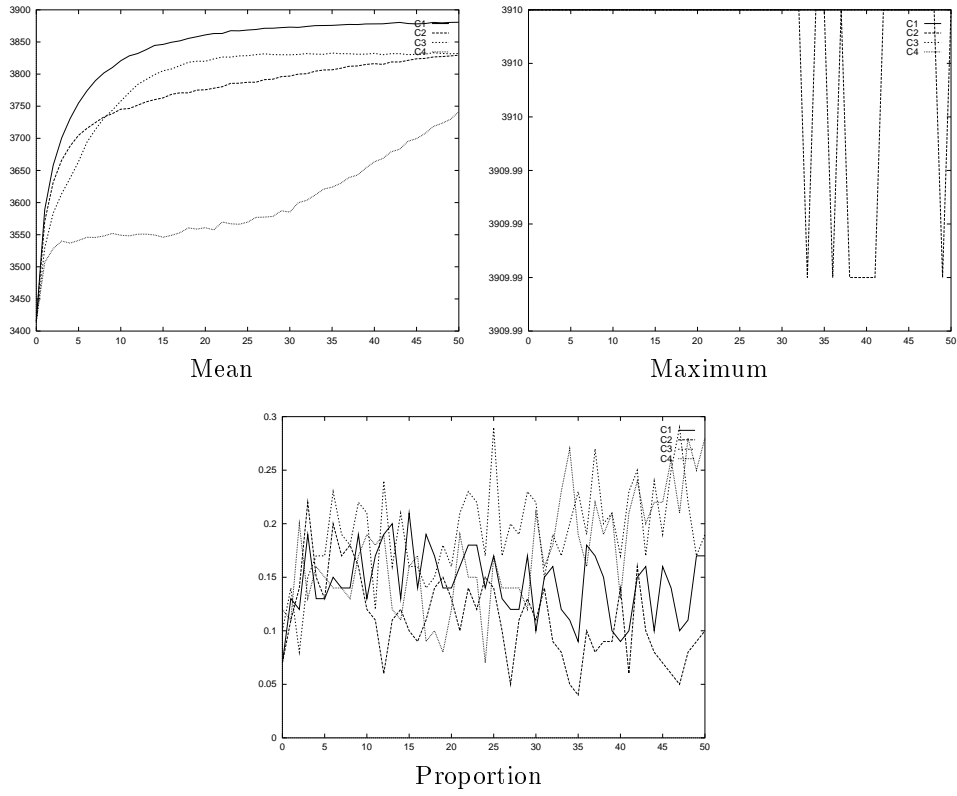 3900
3850
3800
3750
3700
3650
3600
3550
3500
3450
3400
0 5 10 15 20 25 30 35 40 45 50
C1
C2
C3
C4
Mean
3910
3910
3910
3909.99
3909.99
3909.99
3909.99
0 5 10 15 20 25 30 35 40 45 50
C1
C2
C3
C4
Maximum
0.3
0.25
0.2
0.15
0.1
0.05
0
0 5 10 15 20 25 30 35 40 45 50
C1
C2
C3
C4
Proportion